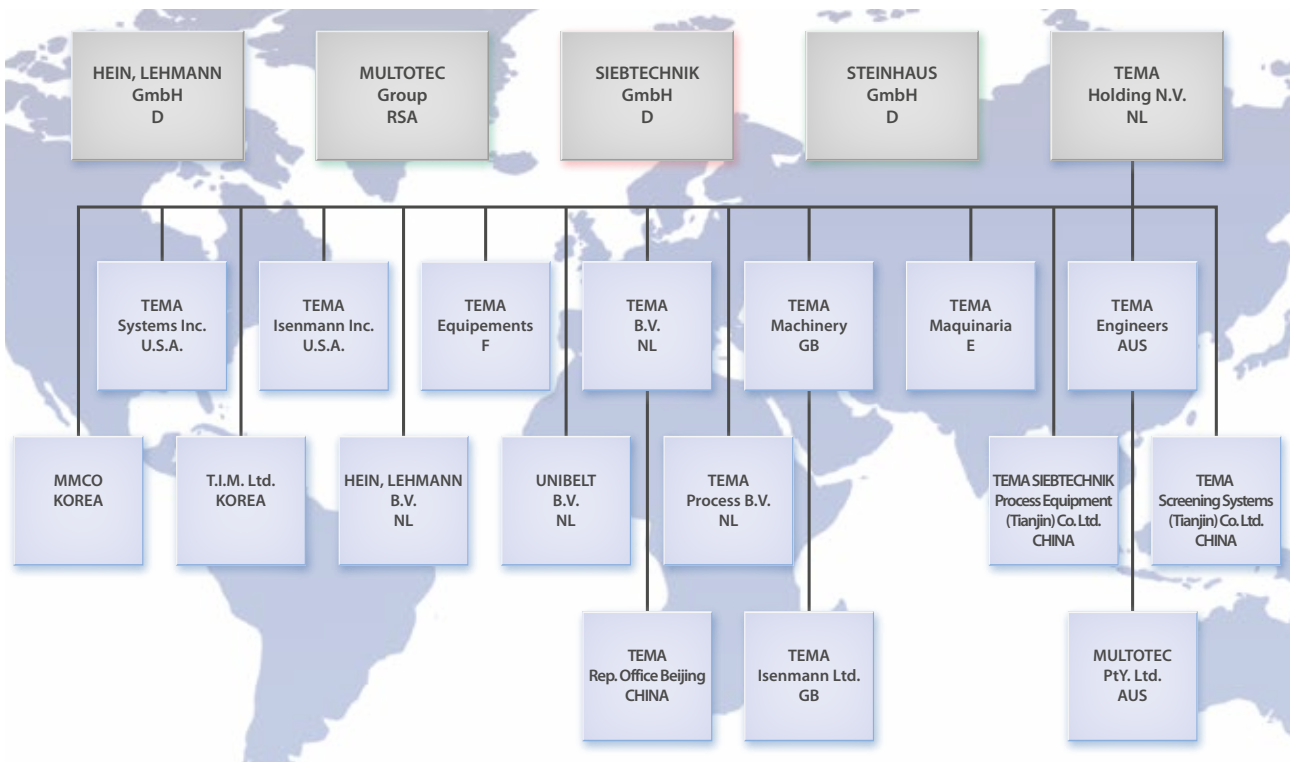 HEIN, LEHMANN
GmbH
D
MULTOTEC
Group
RSA
SIEBTECHNIK
GmbH
D
STEINHAUS
GmbH
D
TEMA
Holding N.V.
NL
TEMA
Systems Inc.
U.S.A.
TEMA
Isenmann Inc.
U.S.A.
TEMA
Equipements
F
TEMA
B.V.
NL
TEMA
Machinery
GB
TEMA
Maquinaria
E
TEMA
Engineers
AUS
MMCO
KOREA
T.I.M. Ltd.
KOREA
HEIN, LEHMANN
B.V.
NL
UNIBELT
B.V.
NL
TEMA
Process B.V.
NL
TEMA SIEBTECHNIK
Process Equipment
(Tianjin) Co. Ltd.
CHINA
TEMA
Screening Systems
(Tianjin) Co. Ltd.
CHINA
TEMA
Rep. Office Beijing
CHINA
TEMA
Isenmann Ltd.
GB
MULTOTEC
PtY. Ltd.
AUS